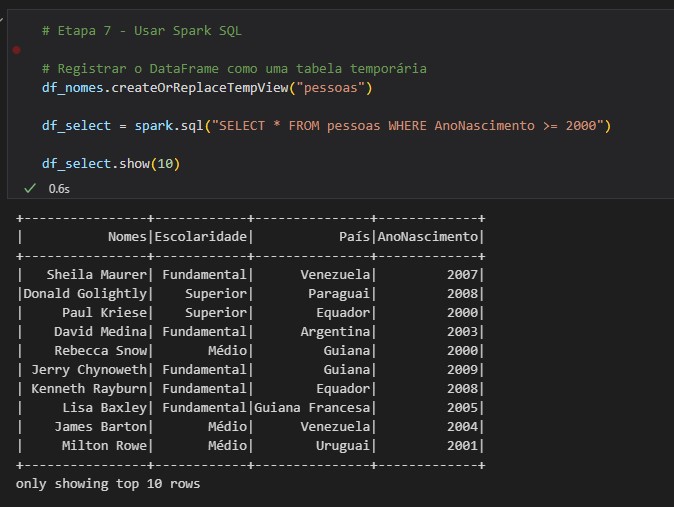 # Etapa 7 - Usar Spark SQL
# Registrar o DataFrame como uma tabela temporária
df_nomes.createOrReplaceTempView("pessoas")
df_select = spark.sql("SELECT * FROM pessoas WHERE AnoNascimento >= 2000")
df_select.show(10)
0.6s
+----------------+------------+---------------+-------------+
|           Nomes|Escolaridade|           País|AnoNascimento|
+----------------+------------+---------------+-------------+
|   Sheila Maurer| Fundamental|      Venezuela|         2007|
|Donald Golightly|    Superior|       Paraguai|         2008|
|     Paul Kriese|    Superior|        Equador|         2000|
|    David Medina| Fundamental|      Argentina|         2003|
|    Rebecca Snow|       Médio|         Guiana|         2000|
| Jerry Chynoweth| Fundamental|         Guiana|         2009|
| Kenneth Rayburn| Fundamental|        Equador|         2008|
|     Lisa Baxley| Fundamental|Guiana Francesa|         2005|
|    James Barton|       Médio|      Venezuela|         2004|
|     Milton Rowe|       Médio|        Uruguai|         2001|
+----------------+------------+---------------+-------------+
only showing top 10 rows